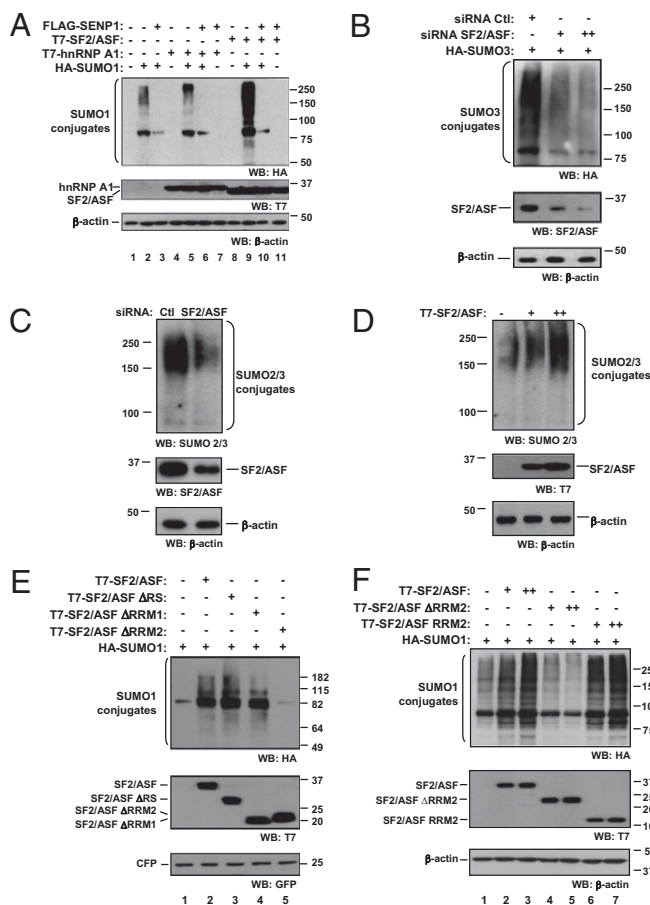 A
FLAG-SENP1 - - + - - + + - - + +
T7-SF2/ASF - - - - - - - + + + +
T7-hnRNP A1 - - - + + + + - - - -
HA-SUMO1 - + + - + + - - + + -
SUMO1 conjugates
250
150
100
75
50
WB: HA
hnRNP A1
SF2/ASF
37
WB: T7
β-actin
50
WB: β-actin
1 2 3 4 5 6 7 8 9 10 11
B
siRNA Ctl + - -
siRNA SF2/ASF - + ++
HA-SUMO3 + + +
SUMO3 conjugates
250
150
100
75
WB: HA
SF2/ASF
37
WB: SF2/ASF
β-actin
50
WB: β-actin
C
siRNA: Ctl SF2/ASF
250
150
100
SUMO2/3 conjugates
WB: SUMO 2/3
37
SF2/ASF
WB: SF2/ASF
50
β-actin
WB: β-actin
D
T7-SF2/ASF: - + ++
250
150
100
SUMO2/3 conjugates
WB: SUMO 2/3
37
SF2/ASF
WB: T7
50
β-actin
WB: β-actin
E
T7-SF2/ASF: - + - - -
T7-SF2/ASF ΔRS - - + - -
T7-SF2/ASF ΔRRM1 - - - + -
T7-SF2/ASF ΔRRM2 - - - - +
HA-SUMO1: + + + + +
SUMO1 conjugates
182
115
82
64
49
WB: HA
SF2/ASF
SF2/ASF ΔRS
SF2/ASF ΔRRM2
SF2/ASF ΔRRM1
37
25
20
WB: T7
CFP
25
WB: GFP
1 2 3 4 5
F
T7-SF2/ASF: - + ++ - - - -
T7-SF2/ASF ΔRRM2 - - - + ++ - -
T7-SF2/ASF RRM2 - - - - - + ++
HA-SUMO1 + + + + + + +
SUMO1 conjugates
75
WB: HA
SF2/ASF
SF2/ASF ΔRRM2
SF2/ASF RRM2
37
25
20
WB: T7
β-actin
WB: β-actin
1 2 3 4 5 6 7